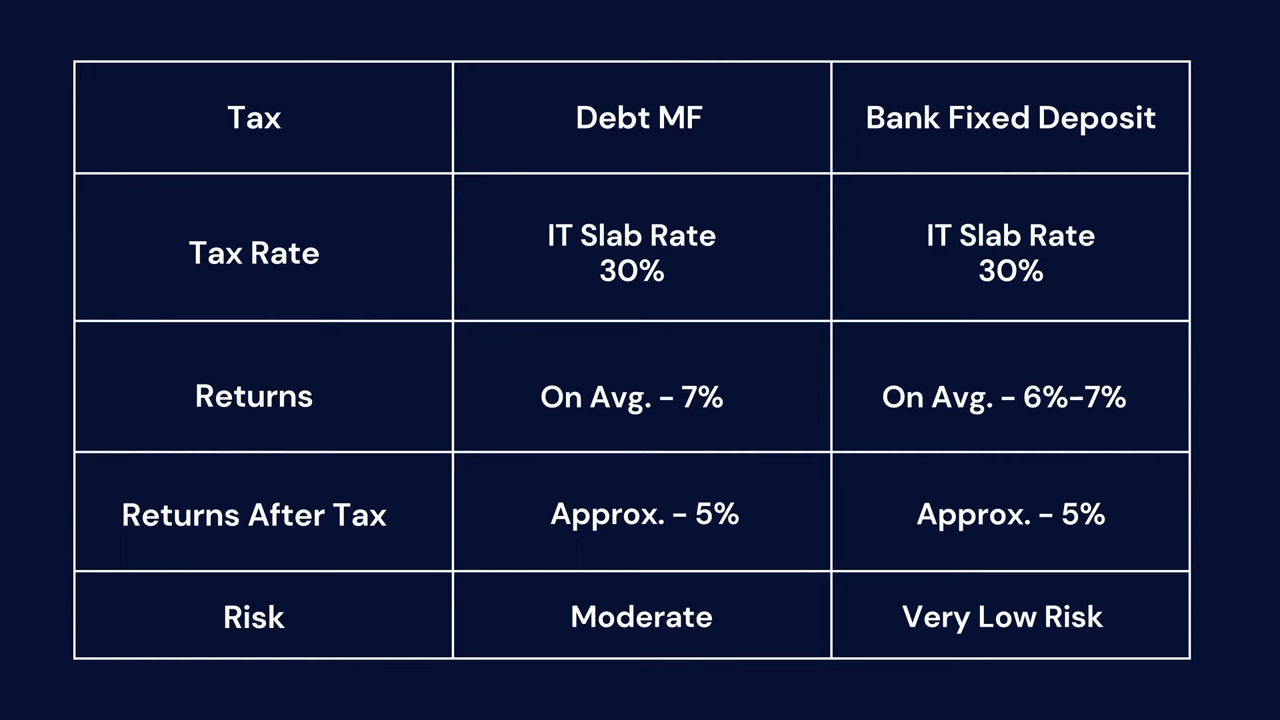 Tax
Debt MF
Bank Fixed Deposit
Tax Rate
IT Slab Rate
30%
IT Slab Rate
30%
Returns
On Avg. - 7%
On Avg. - 6%-7%
Returns After Tax
Approx. - 5%
Approx. - 5%
Risk
Moderate
Very Low Risk